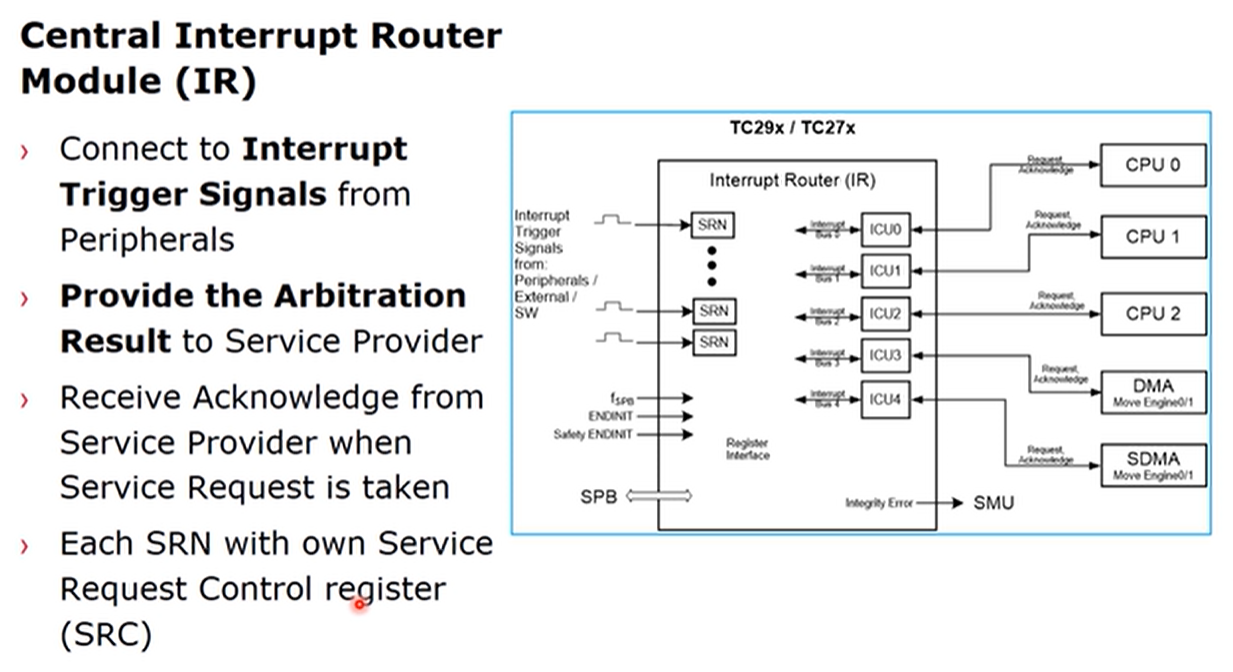 Central Interrupt Router
Module (IR)
› Connect to Interrupt
Trigger Signals from
Peripherals
› Provide the Arbitration
Result to Service Provider
› Receive Acknowledge from
Service Provider when
Service Request is taken
› Each SRN with own Service
Request Control register
(SRC)
TC29x / TC27x
Interrupt Router (IR)
Interrupt
Trigger
Signals
from:
Peripherals /
External /
SW
SRN
SRN
SRN
fSPB
ENDINIT
Safety ENDINIT
SPB
Register
Interface
Interrupt
Bus 0
ICU0
Interrupt
Bus 1
ICU1
Interrupt
Bus 2
ICU2
Interrupt
Bus 3
ICU3
Interrupt
Bus 4
ICU4
Integrity Error
SMU
Request,
Acknowledge
CPU 0
Request,
Acknowledge
CPU 1
Request,
Acknowledge
CPU 2
Request,
Acknowledge
DMA
Move Engine0/1
Request,
Acknowledge
SDMA
Move Engine0/1